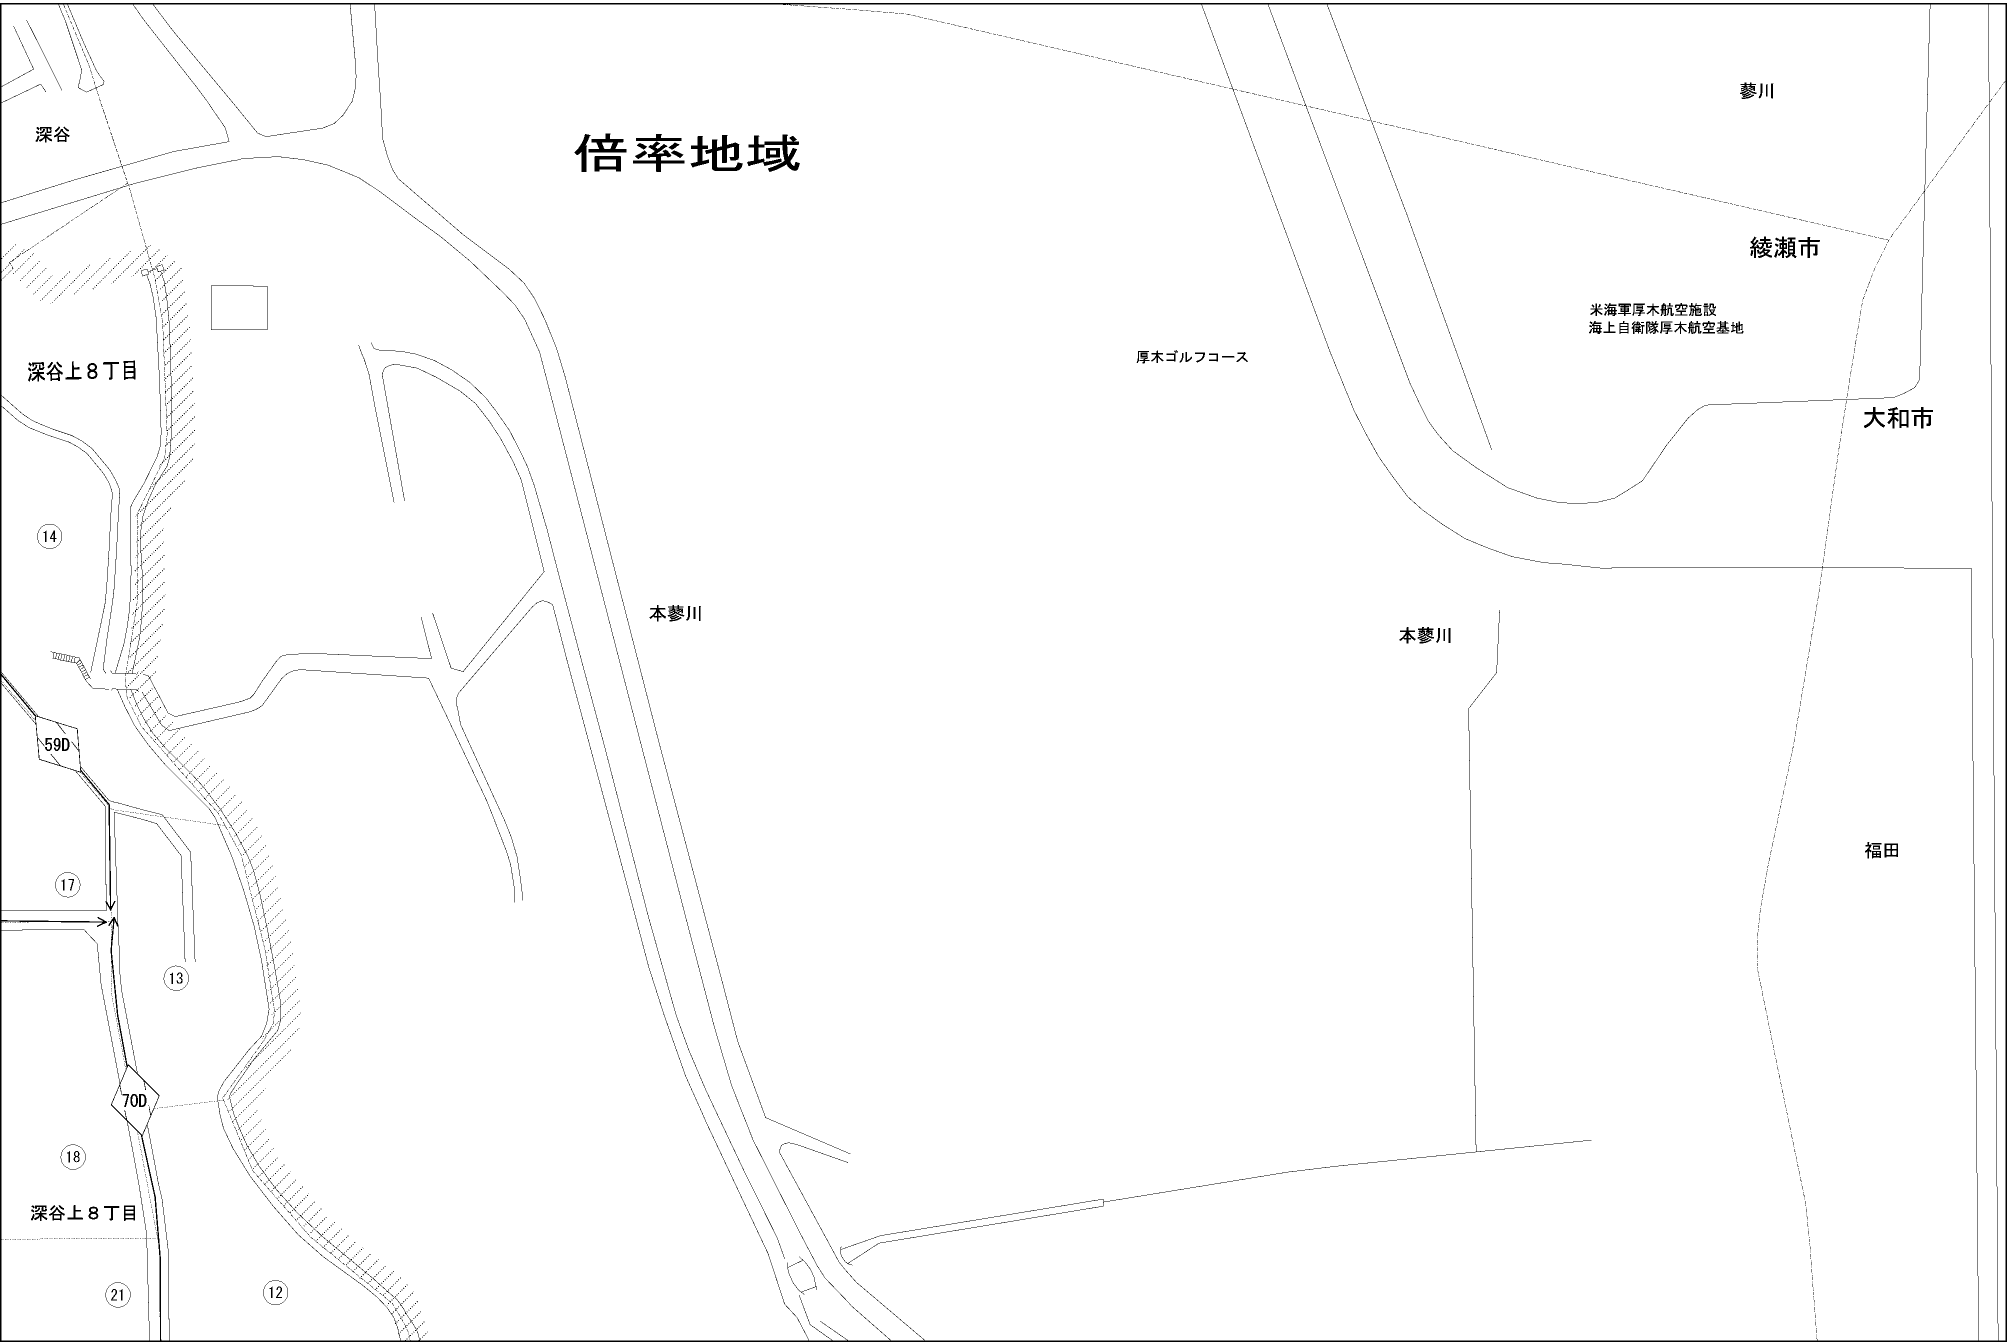 蓼川
深谷
倍率地域
綾瀬市
米海軍厚木航空施設
海上自衛隊厚木航空基地
厚木ゴルフコース
深谷上8丁目
大和市
14
本蓼川
本蓼川
59D
福田
17
13
70D
18
深谷上8丁目
21
12